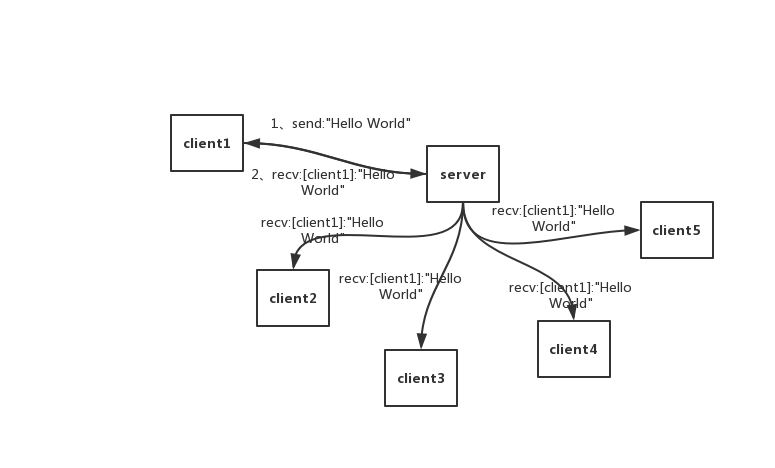 1、send:"Hello World"
client1
server
2、recv:[client1]:"Hello
World"
recv:[client1]:"Hello
World"
recv:[client1]:"Hello
World"
client5
recv:[client1]:"Hello
World"
recv:[client1]:"Hello
World"
client2
client4
client3